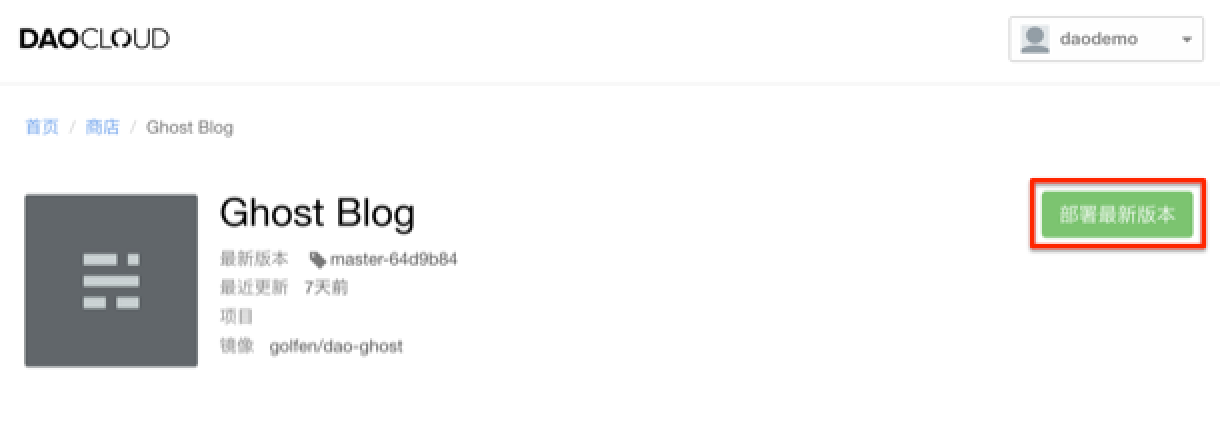 DAOCLOUD
daodemo
首页 / 商店 / Ghost Blog
Ghost Blog
部署最新版本
最新版本 master-64d9b84
最近更新 7天前
项目
镜像 golfen/dao-ghost